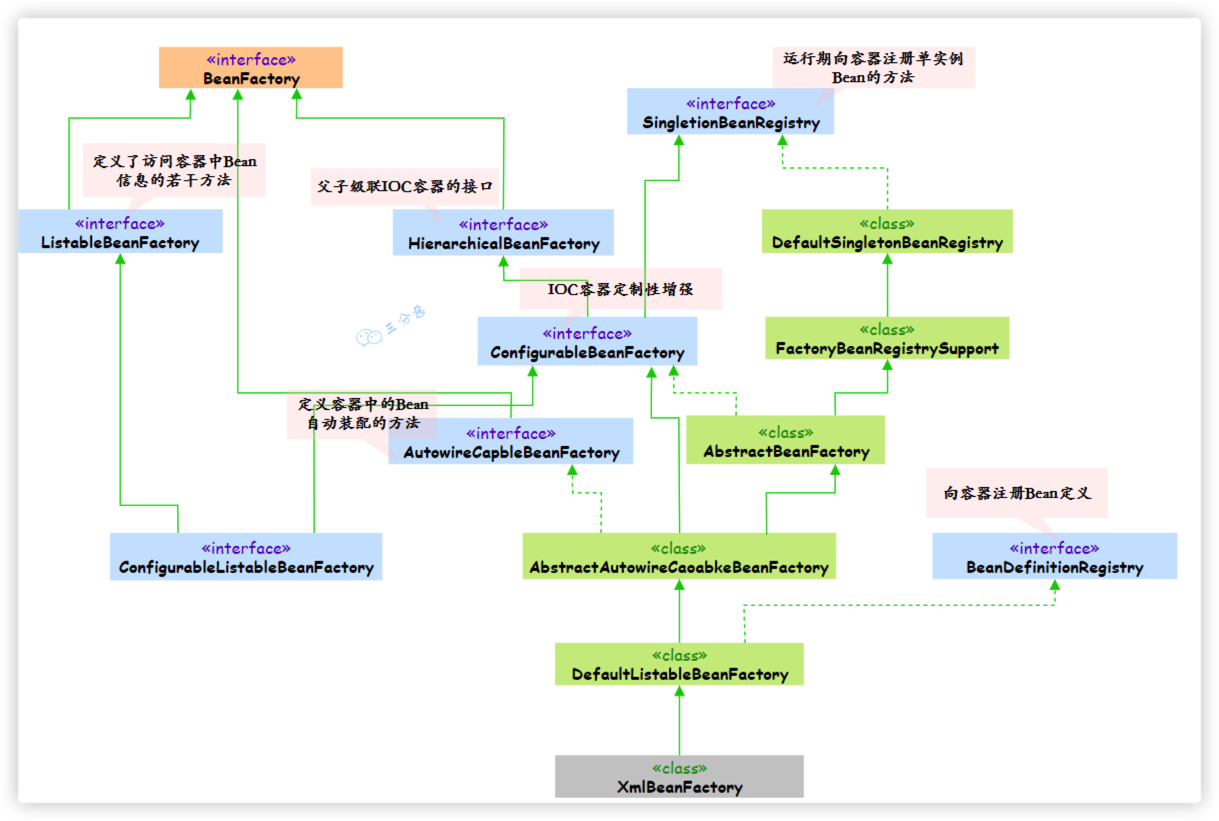 «interface»
BeanFactory
运行期向容器注册单实例
Bean的方法
«interface»
SingletionBeanRegistry
定义了访问容器中Bean
信息的若干方法
父子级联IOC容器的接口
«interface»
ListableBeanFactory
«interface»
HierarchicalBeanFactory
«class»
DefaultSingletonBeanRegistry
IOC容器定制性增强
三分恶
«interface»
ConfigurableBeanFactory
«class»
FactoryBeanRegistrySupport
定义容器中的Bean
自动装配的方法
«interface»
AutowireCapbleBeanFactory
«class»
AbstractBeanFactory
向容器注册Bean定义
«interface»
ConfigurableListableBeanFactory
«class»
AbstractAutowireCaoabkeBeanFactory
«interface»
BeanDefinitionRegistry
«class»
DefaultListableBeanFactory
«class»
XmlBeanFactory